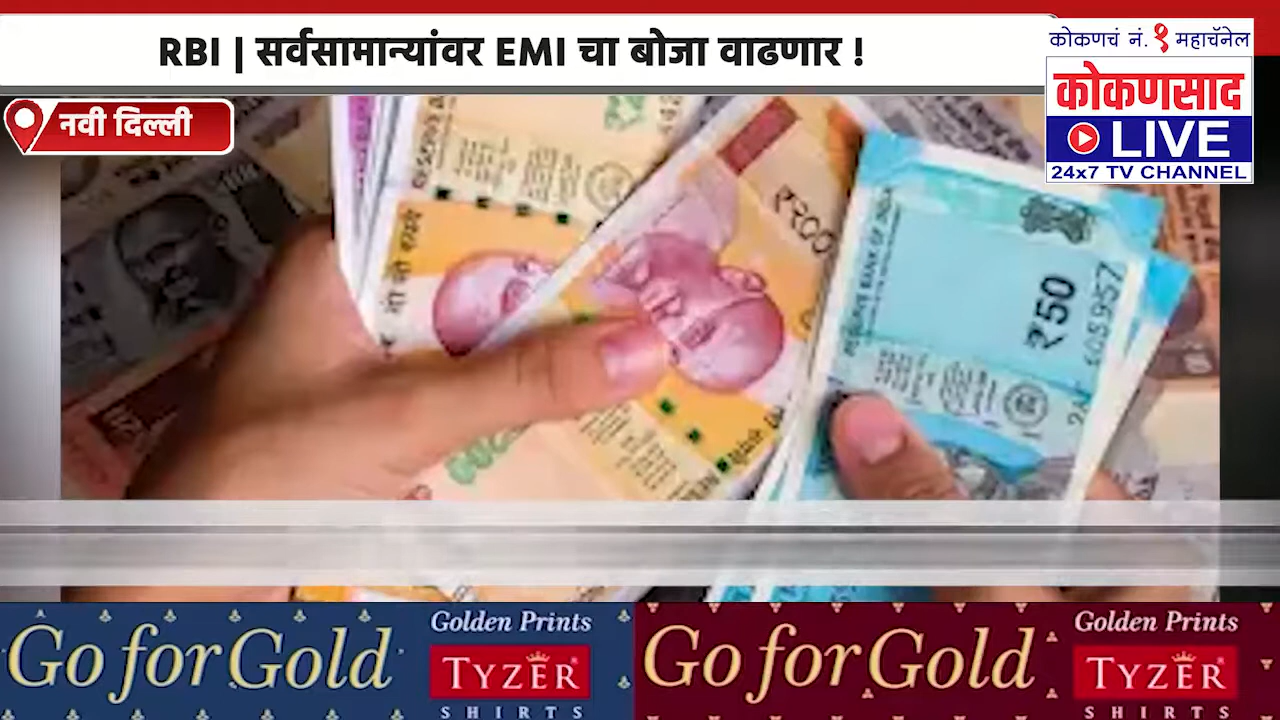 RBI | सर्वसामान्यांवर EMI चा बोजा वाढणार !
कोकणचं नं. १ महाचॅनेल
कोकणसाद
LIVE
24x7 TV CHANNEL
नवी दिल्ली
₹200
₹50
Go for Gold
Golden Prints
TYZER
SHIRTS
Go for Gold
Golden Prints
TYZER
SHIRTS